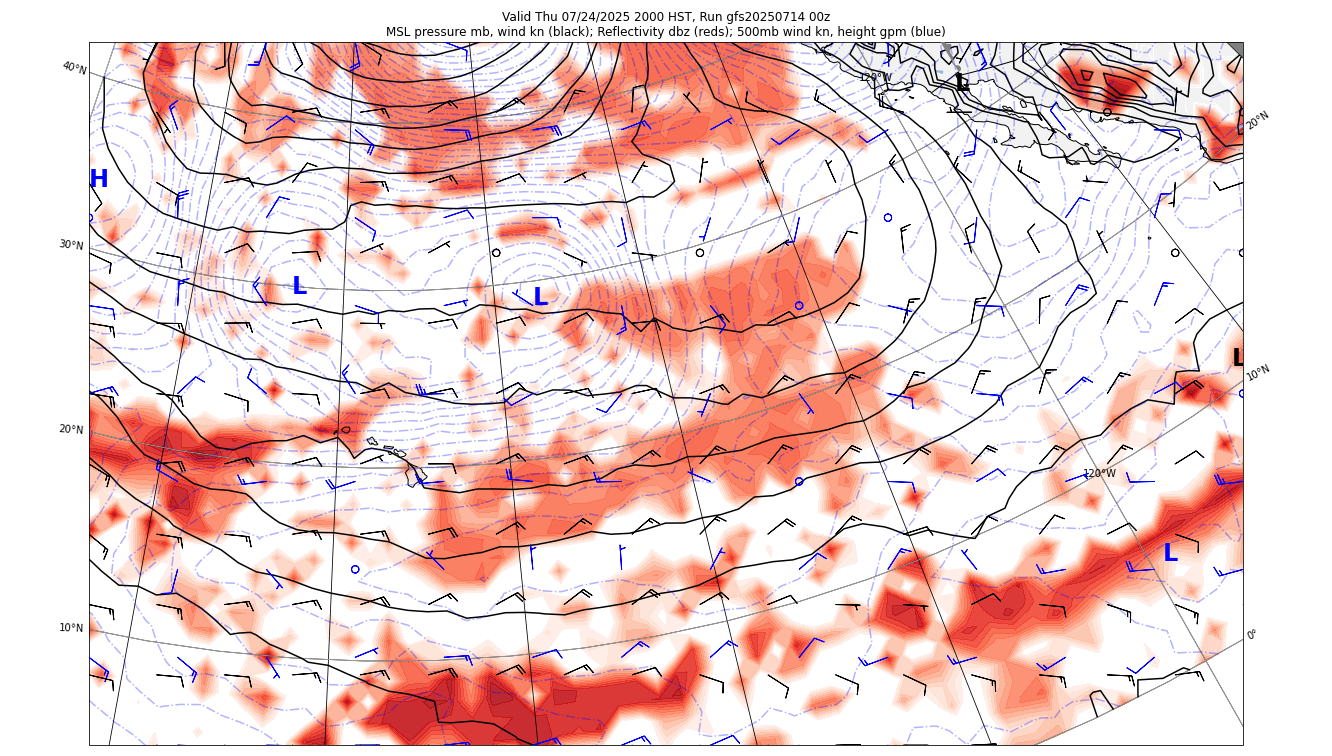 Valid Thu 07/24/2025 2000 HST, Run gfs20250714 00z
MSL pressure mb, wind kn (black); Reflectivity dbz (reds); 500mb wind kn, height gpm (blue)
40°N
120°W
L
20°N
H
30°N
L
L
L
10°N
20°N
120°W
L
10°N
0°